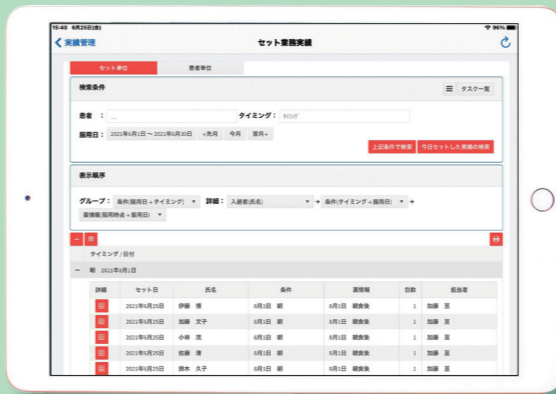 15:40 6月25日(金)
96%
実績管理
セット業務実績
セット単位 患者単位
検索条件
タスク一覧
患者 : ... タイミング: タイミング
服用日: 2021年6月1日 ～ 2021年6月30日 «先月 今月 翌月»
上記条件で検索 今日セットした実績の検索
表示順序
グループ: 条件(服用日＋タイミング) ▼ 詳細: 入居者(氏名) ▼ → 条件(タイミング＋服用日) ▼ →
薬情報(服用時点＋服用日) ▼
タイミング/日付
− 朝 2021年6月1日
詳細 セット日 氏名 条件 薬情報 包数 担当者
2021年6月25日 伊藤 博 6月1日 朝 6月1日 朝食後 1 加藤 亘
2021年6月25日 加藤 文子 6月1日 朝 6月1日 朝食後 1 加藤 亘
2021年6月25日 小林 茂 6月1日 朝 6月1日 朝食後 1 加藤 亘
2021年6月25日 佐藤 清 6月1日 朝 6月1日 朝食後 1 加藤 亘
2021年6月25日 鈴木 久子 6月1日 朝 6月1日 朝食後 1 加藤 亘